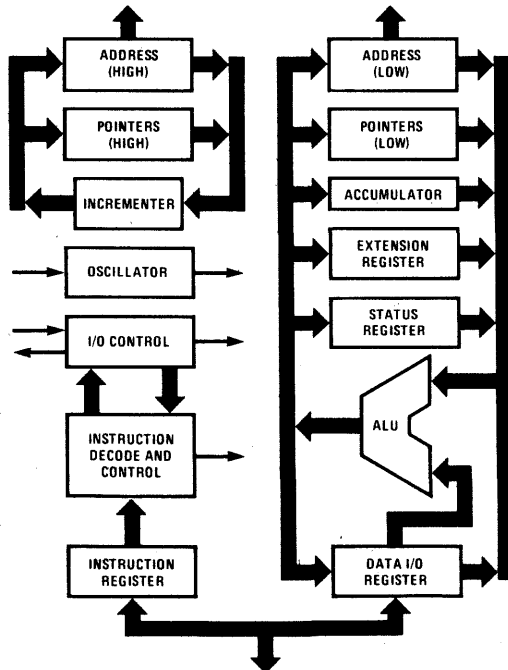 ADDRESS
(HIGH)
POINTERS
(HIGH)
INCREMENTER
OSCILLATOR
I/O CONTROL
INSTRUCTION
DECODE AND
CONTROL
INSTRUCTION
REGISTER
ADDRESS
(LOW)
POINTERS
(LOW)
ACCUMULATOR
EXTENSION
REGISTER
STATUS
REGISTER
ALU
DATA I/O
REGISTER